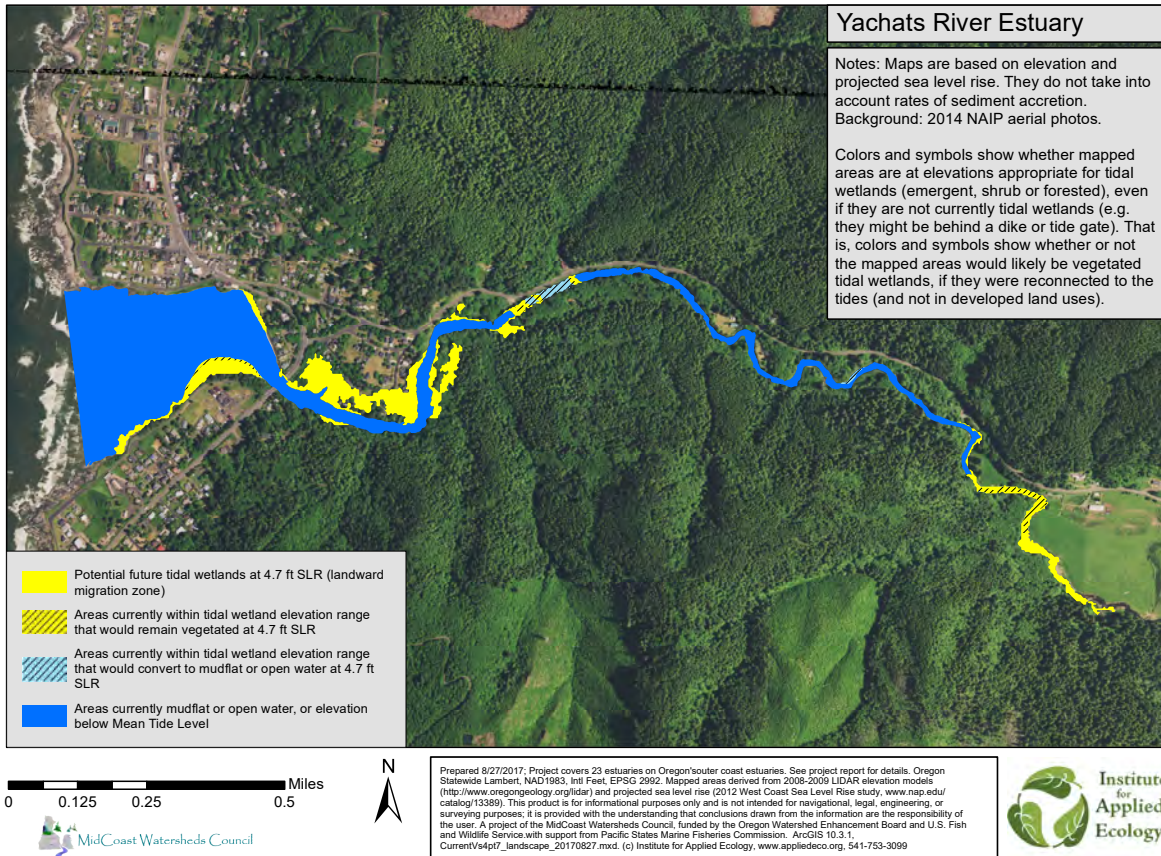 Yachats River Estuary
Notes: Maps are based on elevation and
projected sea level rise. They do not take into
account rates of sediment accretion.
Background: 2014 NAIP aerial photos.
Colors and symbols show whether mapped
areas are at elevations appropriate for tidal
wetlands (emergent, shrub or forested), even
if they are not currently tidal wetlands (e.g.
they might be behind a dike or tide gate). That
is, colors and symbols show whether or not
the mapped areas would likely be vegetated
tidal wetlands, if they were reconnected to the
tides (and not in developed land uses).
Potential future tidal wetlands at 4.7 ft SLR (landward
migration zone)
Areas currently within tidal wetland elevation range
that would remain vegetated at 4.7 ft SLR
Areas currently within tidal wetland elevation range
that would convert to mudflat or open water at 4.7 ft
SLR
Areas currently mudflat or open water, or elevation
below Mean Tide Level
Miles
0 0.125 0.25 0.5
N
MidCoast Watersheds Council
Prepared 8/27/2017; Project covers 23 estuaries on Oregon'souter coast estuaries. See project report for details. Oregon
Statewide Lambert, NAD1983, Intl Feet, EPSG 2992. Mapped areas derived from 2008-2009 LIDAR elevation models
(http://www.oregongeology.org/lidar) and projected sea level rise (2012 West Coast Sea Level Rise study, www.nap.edu/
catalog/13389). This product is for informational purposes only and is not intended for navigational, legal, engineering, or
surveying purposes; it is provided with the understanding that conclusions drawn from the information are the responsibility of
the user. A project of the MidCoast Watersheds Council, funded by the Oregon Watershed Enhancement Board and U.S. Fish
and Wildlife Service.with support from Pacific States Marine Fisheries Commission. ArcGIS 10.3.1,
CurrentVs4pt7_landscape_20170827.mxd. (c) Institute for Applied Ecology, www.appliedeco.org, 541-753-3099
Institute
for
Applied
Ecology